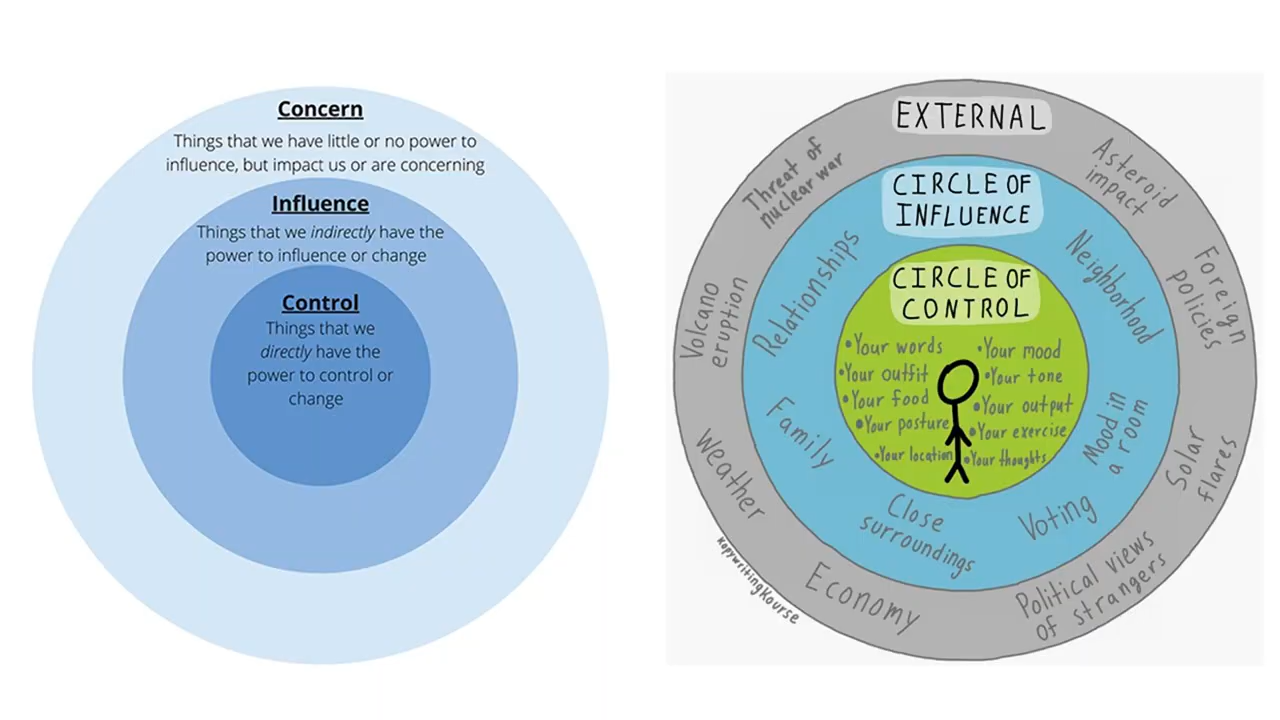 Concern
Things that we have little or no power to
influence, but impact us or are concerning
Influence
Things that we indirectly have the
power to influence or change
Control
Things that we
directly have the
power to control or
change
EXTERNAL
Threat of
nuclear war
Asteroid
impact
Volcano
eruption
Foreign
policies
Weather
Solar
flares
Economy
Political views
of strangers
CIRCLE OF
INFLUENCE
Relationships
Neighborhood
Family
Mood in
a room
Close
surroundings
Voting
CIRCLE OF
CONTROL
•Your words
•Your outfit
•Your food
•Your posture
•Your location
•Your mood
•Your tone
•Your output
•Your exercise
•Your thoughts
KopywritingKourse